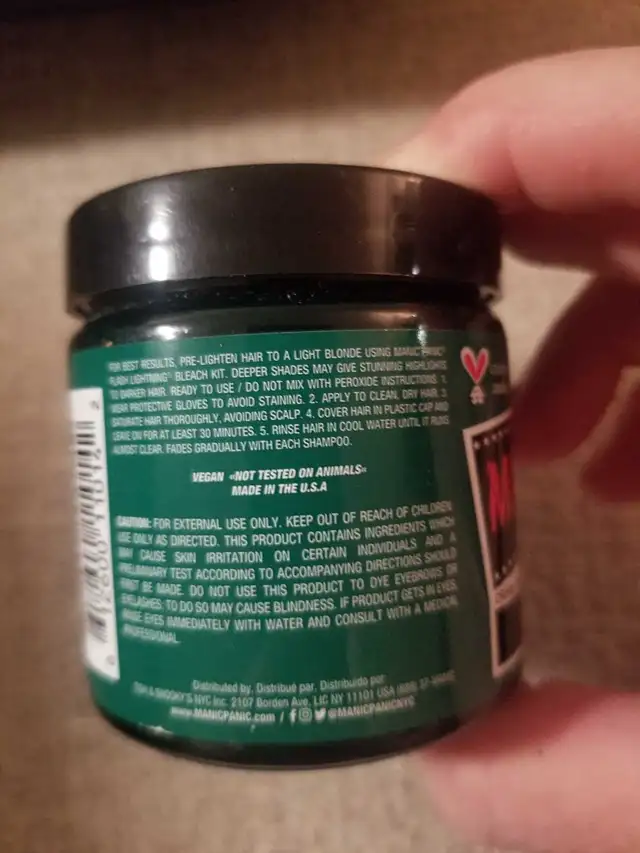 FOR BEST RESULTS, PRE-LIGHTEN HAIR TO A LIGHT BLONDE USING MANIC PANIC®
FLASH LIGHTNING® BLEACH KIT. DEEPER SHADES MAY GIVE STUNNING HIGHLIGHTS
TO DARKER HAIR. READY TO USE / DO NOT MIX WITH PEROXIDE INSTRUCTIONS: 1.
WEAR PROTECTIVE GLOVES TO AVOID STAINING. 2. APPLY TO CLEAN, DRY HAIR. 3.
SATURATE HAIR THOROUGHLY, AVOIDING SCALP. 4. COVER HAIR IN PLASTIC CAP AND
LEAVE ON FOR AT LEAST 30 MINUTES. 5. RINSE HAIR IN COOL WATER UNTIL IT RUNS
ALMOST CLEAR. FADES GRADUALLY WITH EACH SHAMPOO.
VEGAN •NOT TESTED ON ANIMALS•
MADE IN THE U.S.A
CAUTION: FOR EXTERNAL USE ONLY. KEEP OUT OF REACH OF CHILDREN
USE ONLY AS DIRECTED. THIS PRODUCT CONTAINS INGREDIENTS WHICH
MAY CAUSE SKIN IRRITATION ON CERTAIN INDIVIDUALS AND A
PRELIMINARY TEST ACCORDING TO ACCOMPANYING DIRECTIONS SHOULD
FIRST BE MADE. DO NOT USE THIS PRODUCT TO DYE EYEBROWS OR
EYELASHES: TO DO SO MAY CAUSE BLINDNESS. IF PRODUCT GETS IN EYES,
RINSE EYES IMMEDIATELY WITH WATER AND CONSULT WITH A MEDICAL
PROFESSIONAL.
Distributed by. Distribué par. Distribuido por:
TISH & SNOOKY'S NYC Inc. 2107 Borden Ave, LIC NY 11101 USA
www.MANICPANIC.com / @MANICPANICNYC